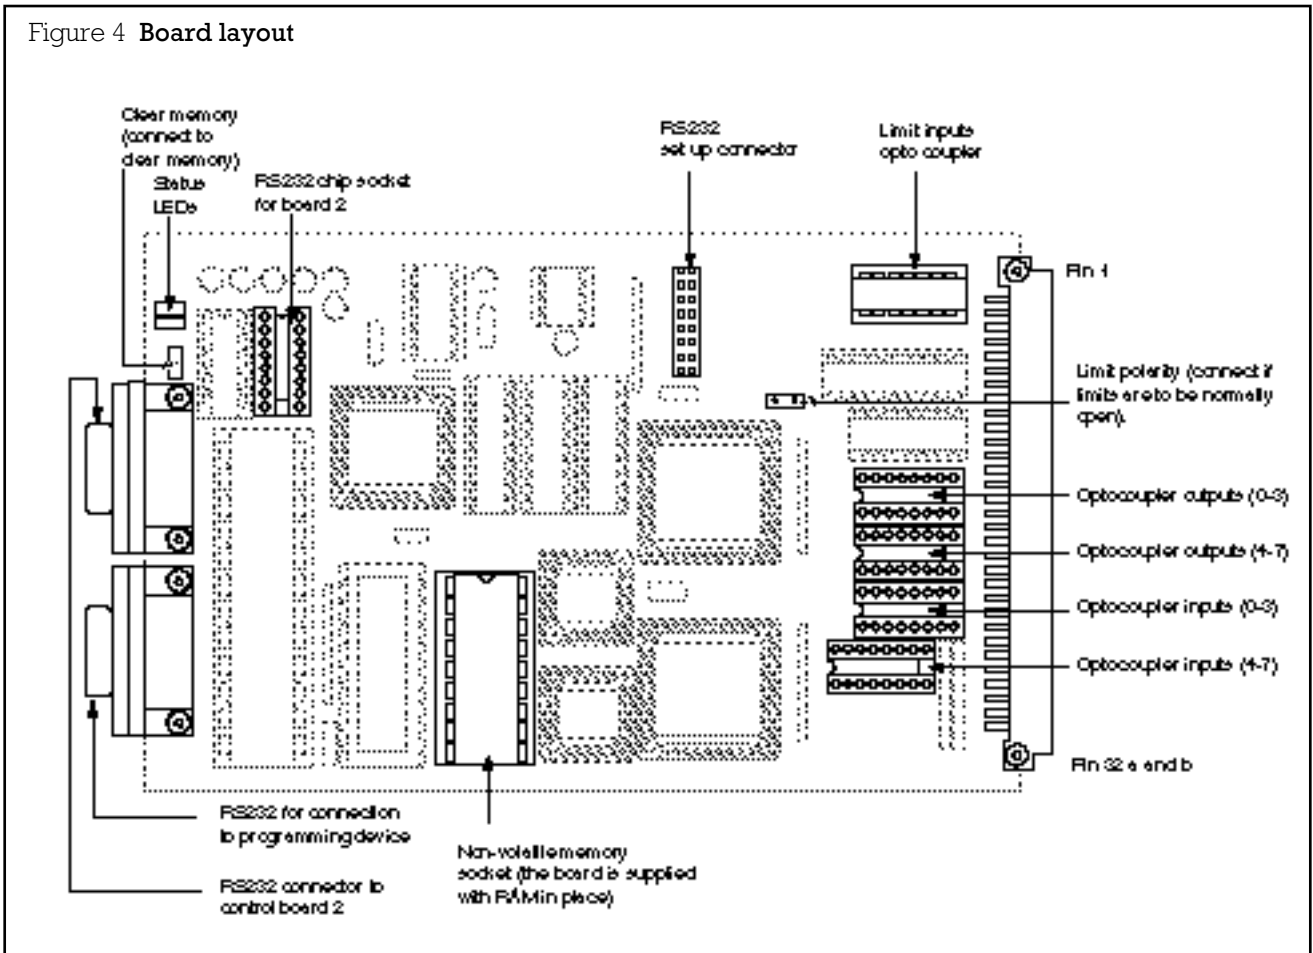 Figure 4 Board layout
Clear memory
(connect to
clear memory)
Status
LEDs
RS232 chip socket
for board 2
RS232
set up connector
Limit inputs
opto coupler
Pin 1
Limit polarity (connect if
limits are to be normally
open).
Optocoupler outputs (0-3)
Optocoupler outputs (4-7)
Optocoupler inputs (0-3)
Optocoupler inputs (4-7)
Pin 32 a and b
RS232 for connection
to programming device
RS232 connector to
control board 2
Non-volatile memory
socket (the board is supplied
with RAM in place)